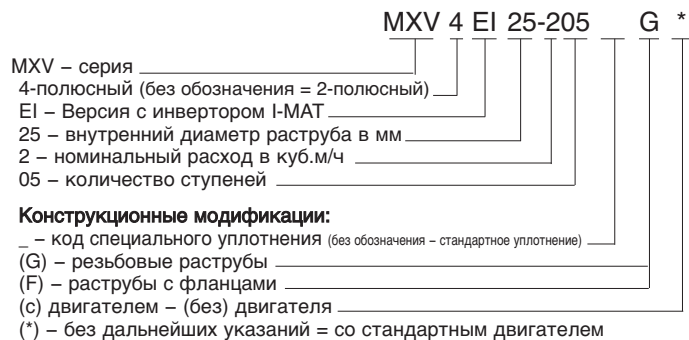 MXV 4 EI 25-205 _ G *
MXV – серия
4-полюсный (без обозначения = 2-полюсный)
EI – Версия с инвертором I-MAT
25 – внутренний диаметр раструба в мм
2 – номинальный расход в куб.м/ч
05 – количество ступеней
Конструкционные модификации:
_ – код специального уплотнения (без обозначения – стандартное уплотнение)
(G) – резьбовые раструбы
(F) – раструбы с фланцами
(с) двигателем – (без) двигателя
(*) – без дальнейших указаний = со стандартным двигателем